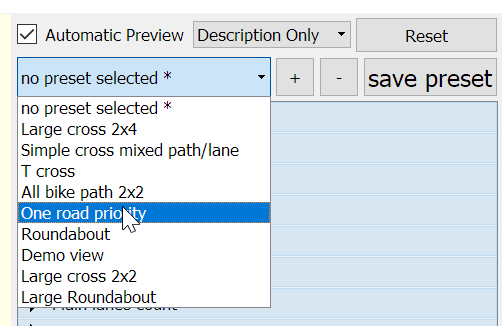 Automatic Preview Description Only Reset
no preset selected * + - save preset
no preset selected *
Large cross 2x4
Simple cross mixed path/lane
T cross
All bike path 2x2
One road priority
Roundabout
Demo view
Large cross 2x2
Large Roundabout
lanes count